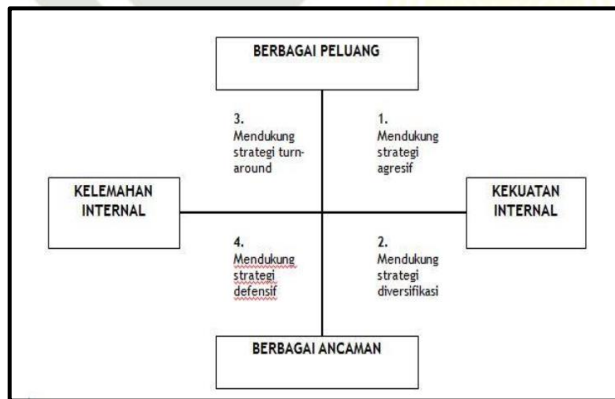 BERBAGAI PELUANG
3.
Mendukung
strategi turn-
around
1.
Mendukung
strategi
agresif
KELEMAHAN
INTERNAL
KEKUATAN
INTERNAL
4.
Mendukung
strategi
defensif
2.
Mendukung
strategi
diversifikasi
BERBAGAI ANCAMAN